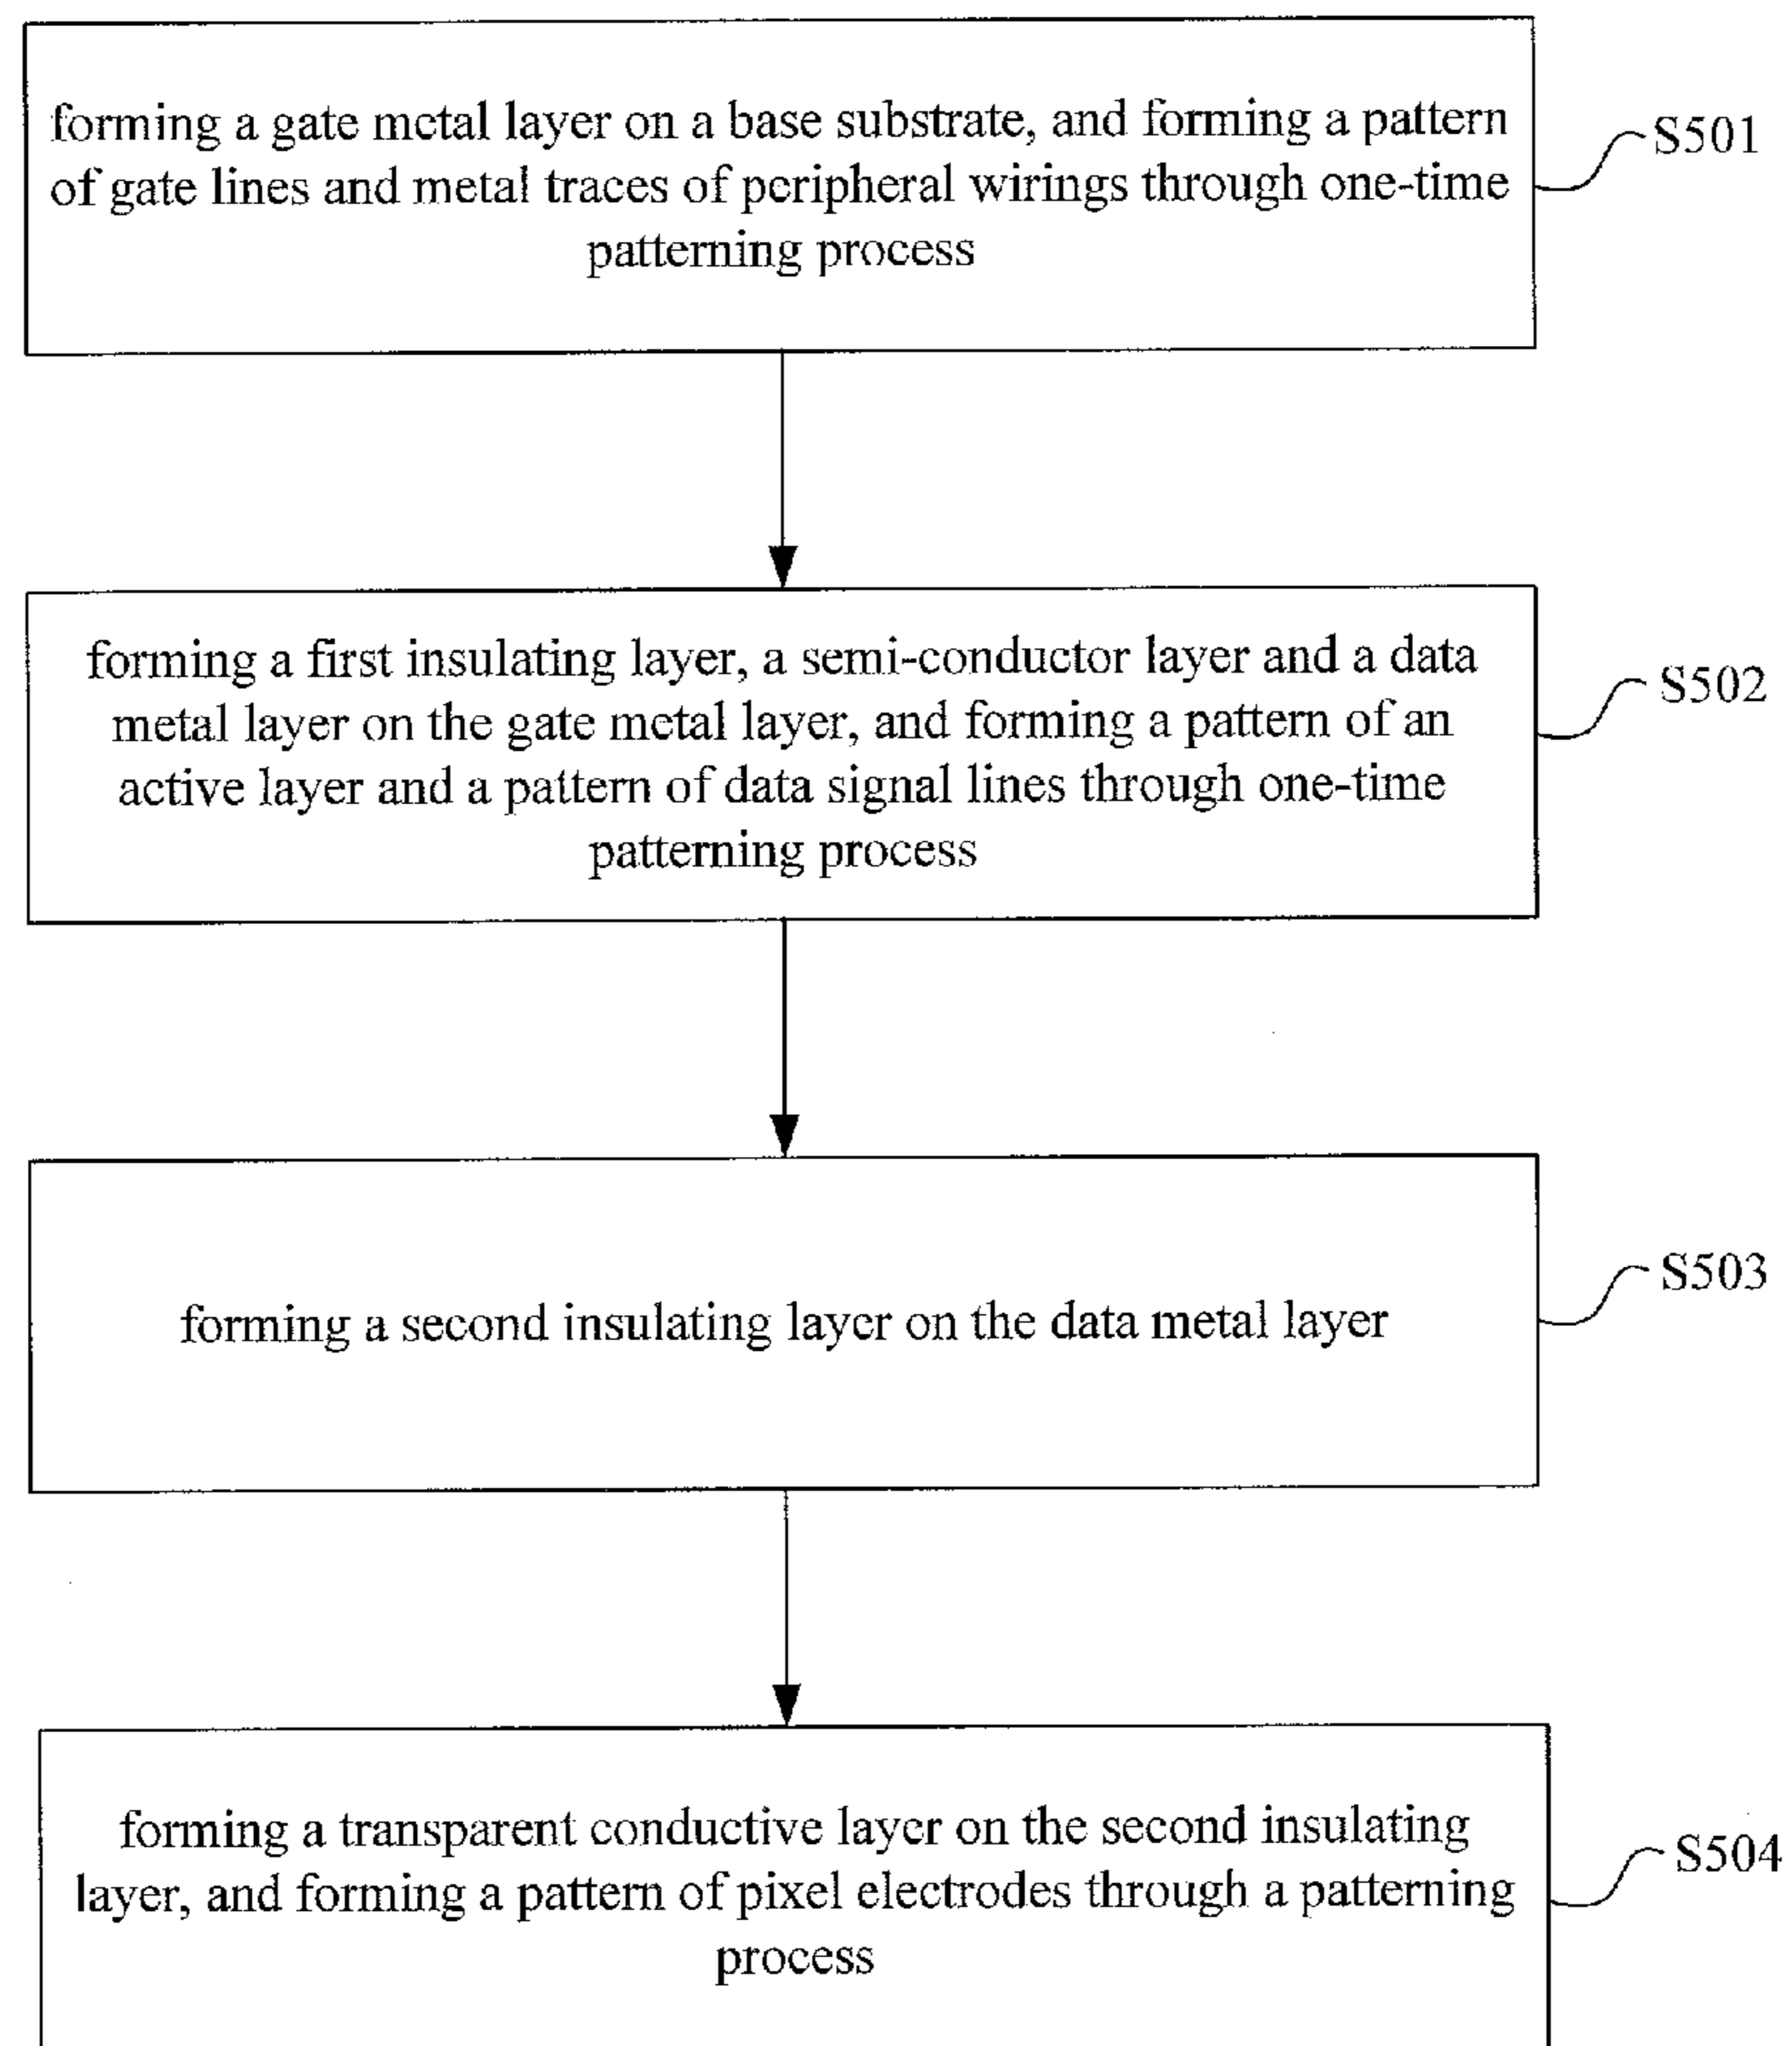 forming a gate metal layer on a base substrate, and forming a pattern
of gate lines and metal traces of peripheral wirings through one-time
patterning process
S501
forming a first insulating layer, a semi-conductor layer and a data
metal layer on the gate metal layer, and forming a pattern of an
active layer and a pattern of data signal lines through one-time
patterning process
S502
forming a second insulating layer on the data metal layer
S503
forming a transparent conductive layer on the second insulating
layer, and forming a pattern of pixel electrodes through a patterning
process
S504